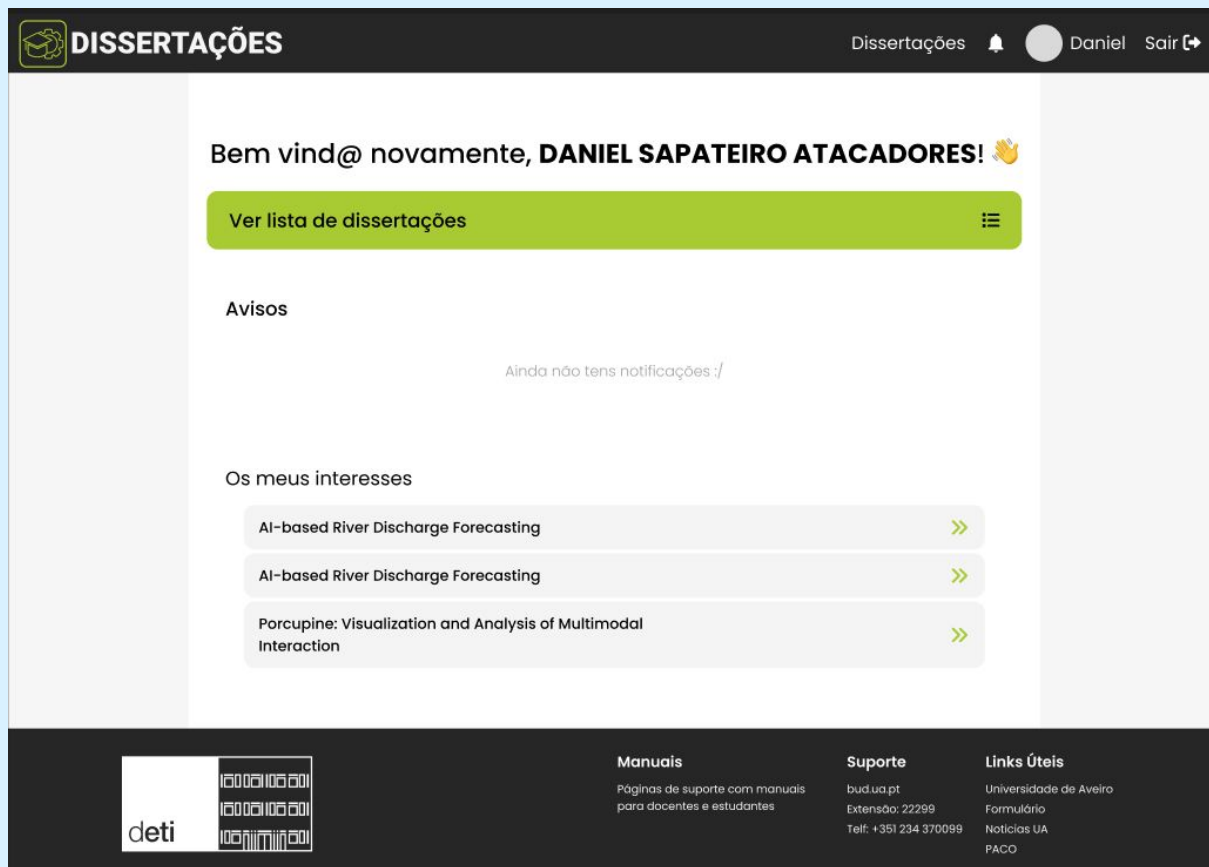 DISSERTAÇÕES
Dissertações
Daniel
Sair
Bem vind@ novamente, DANIEL SAPATEIRO ATACADORES! 👋
Ver lista de dissertações
Avisos
Ainda não tens notificações :/
Os meus interesses
AI-based River Discharge Forecasting
AI-based River Discharge Forecasting
Porcupine: Visualization and Analysis of Multimodal
Interaction
deti
Manuais
Páginas de suporte com manuais
para docentes e estudantes
Suporte
bud.ua.pt
Extensão: 22299
Telf: +351 234 370099
Links Úteis
Universidade de Aveiro
Formulário
Noticias UA
PACO